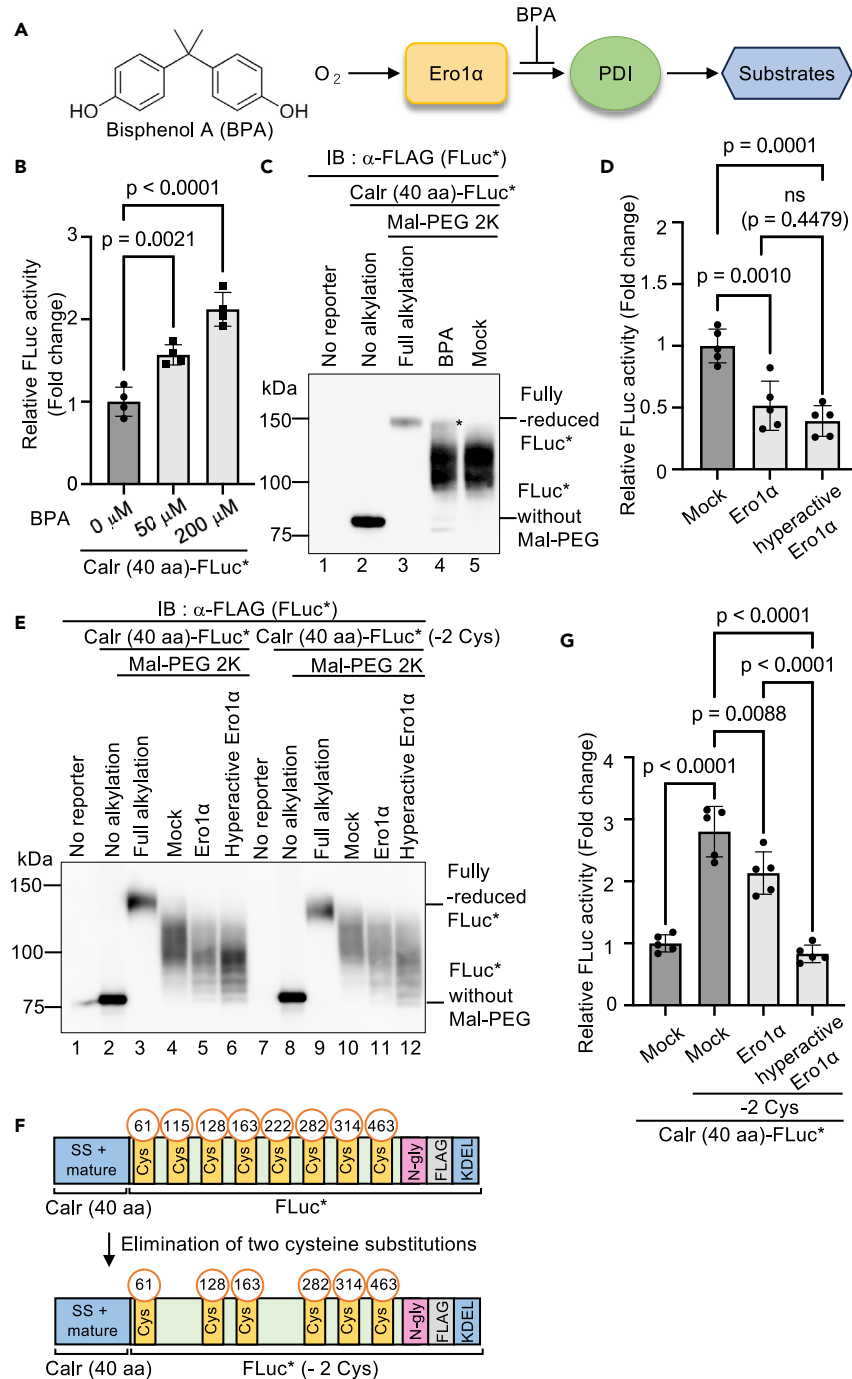 A
HO
OH
Bisphenol A (BPA)
BPA
O2
Ero1α
PDI
Substrates
B
p < 0.0001
p = 0.0021
Relative FLuc activity
(Fold change)
3
2
1
0
BPA
0 μM
50 μM
200 μM
Calr (40 aa)-FLuc*
C
IB : α-FLAG (FLuc*)
Calr (40 aa)-FLuc*
Mal-PEG 2K
No reporter
No alkylation
Full alkylation
BPA
Mock
kDa
150
100
75
*
Fully
-reduced
FLuc*
FLuc*
without
Mal-PEG
1 2 3 4 5
D
p = 0.0001
ns
(p = 0.4479)
p = 0.0010
Relative FLuc activity (Fold change)
2
1.5
1
0.5
0
Mock
Ero1α
hyperactive
Ero1α
E
IB : α-FLAG (FLuc*)
Calr (40 aa)-FLuc* Calr (40 aa)-FLuc* (-2 Cys)
Mal-PEG 2K Mal-PEG 2K
No reporter
No alkylation
Full alkylation
Mock
Ero1α
Hyperactive Ero1α
No reporter
No alkylation
Full alkylation
Mock
Ero1α
Hyperactive Ero1α
kDa
150
100
75
Fully
-reduced
FLuc*
FLuc*
without
Mal-PEG
1 2 3 4 5 6 7 8 9 10 11 12
G
p < 0.0001
p < 0.0001
p = 0.0088
p < 0.0001
Relative FLuc activity (Fold change)
4
3
2
1
0
Mock
Mock
Ero1α
hyperactive
Ero1α
-2 Cys
Calr (40 aa)-FLuc*
F
61 115 128 163 222 282 314 463
SS +
mature
Cys Cys Cys Cys Cys Cys Cys Cys N-gly FLAG KDEL
Calr (40 aa) FLuc*
Elimination of two cysteine substitutions
61 128 163 282 314 463
SS +
mature
Cys Cys Cys Cys Cys Cys N-gly FLAG KDEL
Calr (40 aa) FLuc* (- 2 Cys)